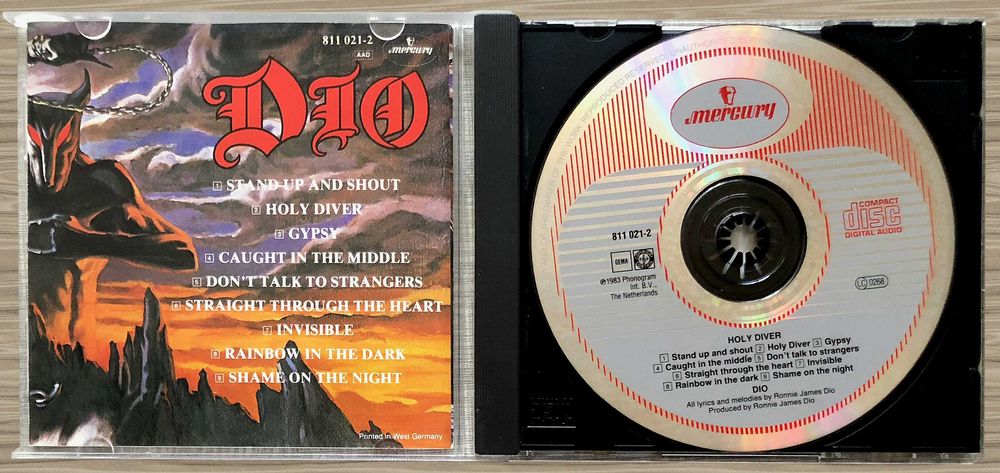 811 021-2
mercury
AAD
DIO
1 STAND UP AND SHOUT
2 HOLY DIVER
3 GYPSY
4 CAUGHT IN THE MIDDLE
5 DON'T TALK TO STRANGERS
6 STRAIGHT THROUGH THE HEART
7 INVISIBLE
8 RAINBOW IN THE DARK
9 SHAME ON THE NIGHT
Printed in West Germany
mercury
COMPACT
disc
DIGITAL AUDIO
811 021-2
GEMA
℗1983 Phonogram
Int. B.V.,
The Netherlands
LC 0268
HOLY DIVER
1 Stand up and shout 2 Holy Diver 3 Gypsy
4 Caught in the middle 5 Don't talk to strangers
6 Straight through the heart 7 Invisible
8 Rainbow in the dark 9 Shame on the night
DIO
All lyrics and melodies by Ronnie James Dio
Produced by Ronnie James Dio